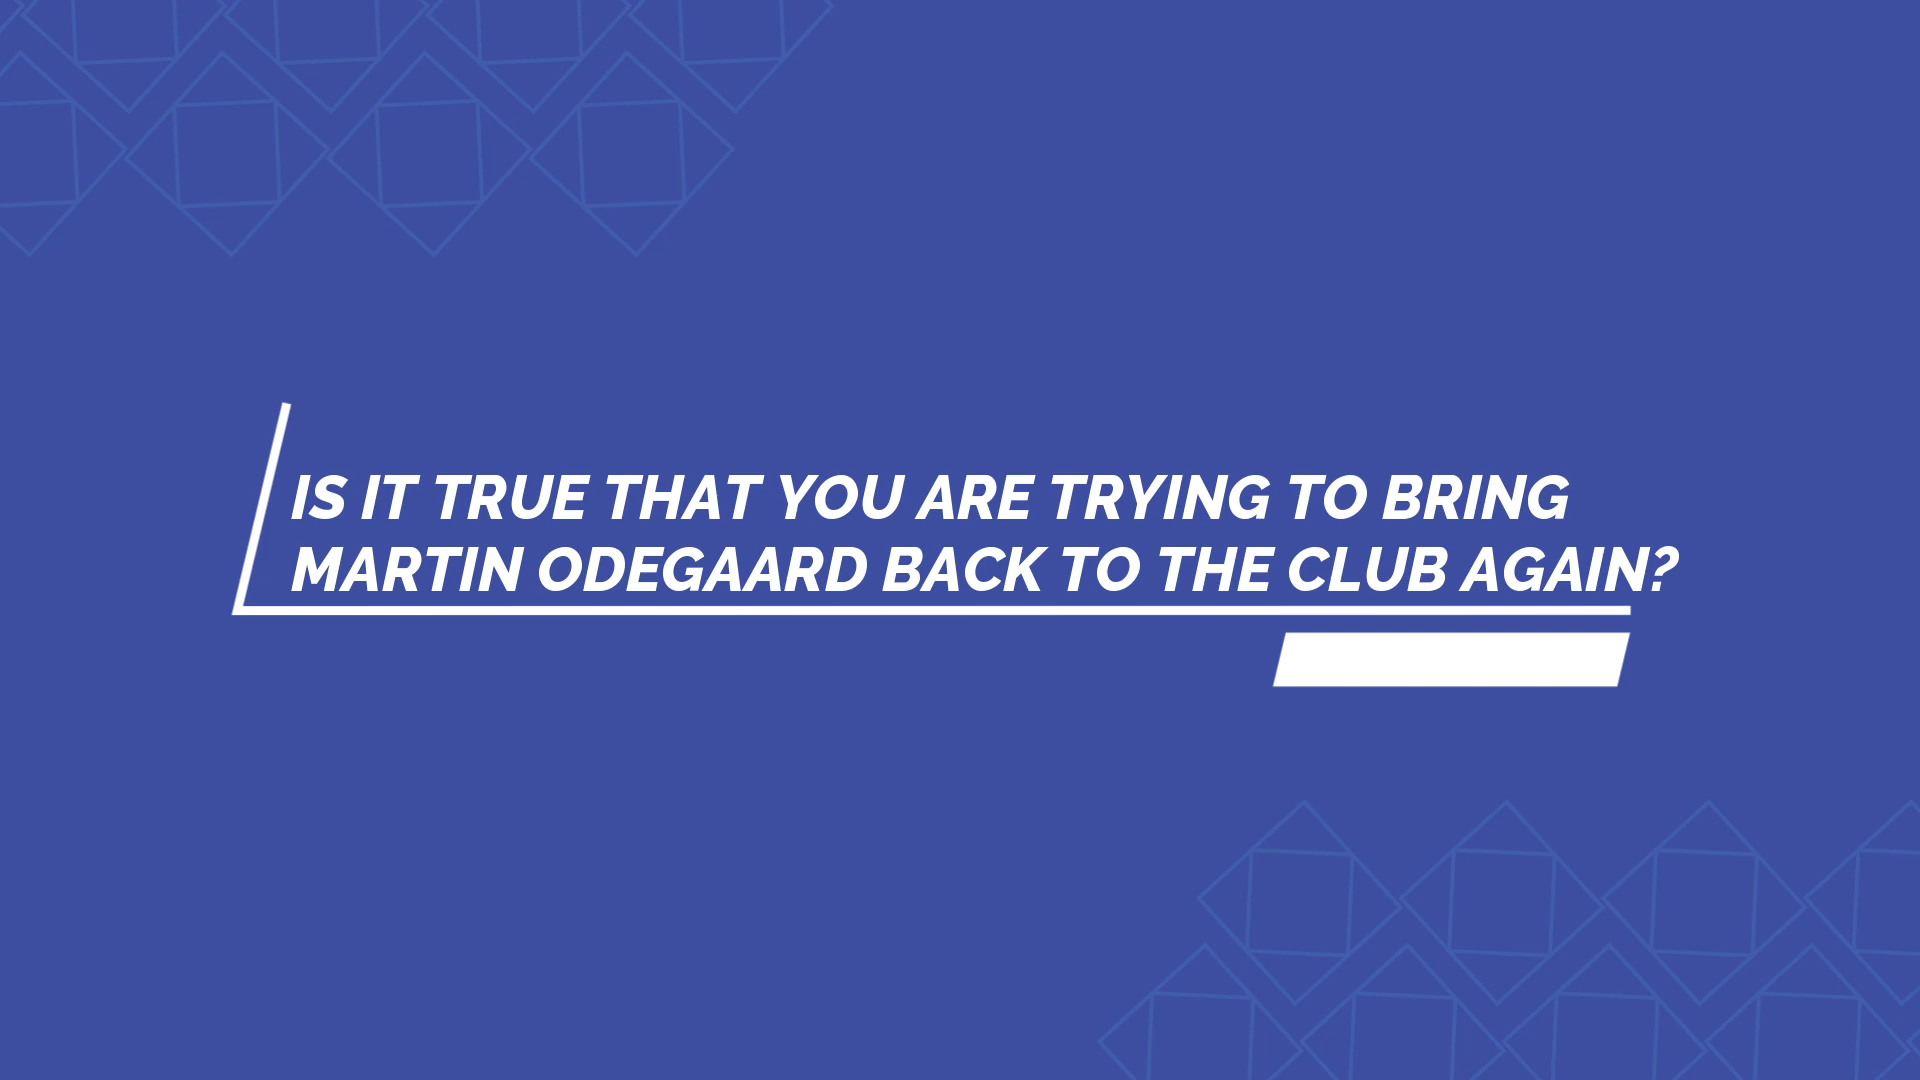 IS IT TRUE THAT YOU ARE TRYING TO BRING
MARTIN ODEGAARD BACK TO THE CLUB AGAIN?